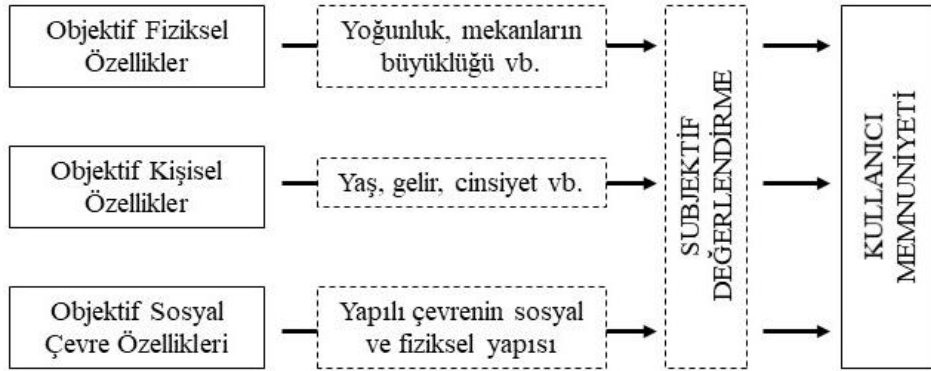 Objektif Fiziksel
Özellikler
Yoğunluk, mekanların
büyüklüğü vb.
Objektif Kişisel
Özellikler
Yaş, gelir, cinsiyet vb.
Objektif Sosyal
Çevre Özellikleri
Yapılı çevrenin sosyal
ve fiziksel yapısı
SUBJEKTİF
DEĞERLENDİRME
KULLANICI
MEMNUNİYETİ